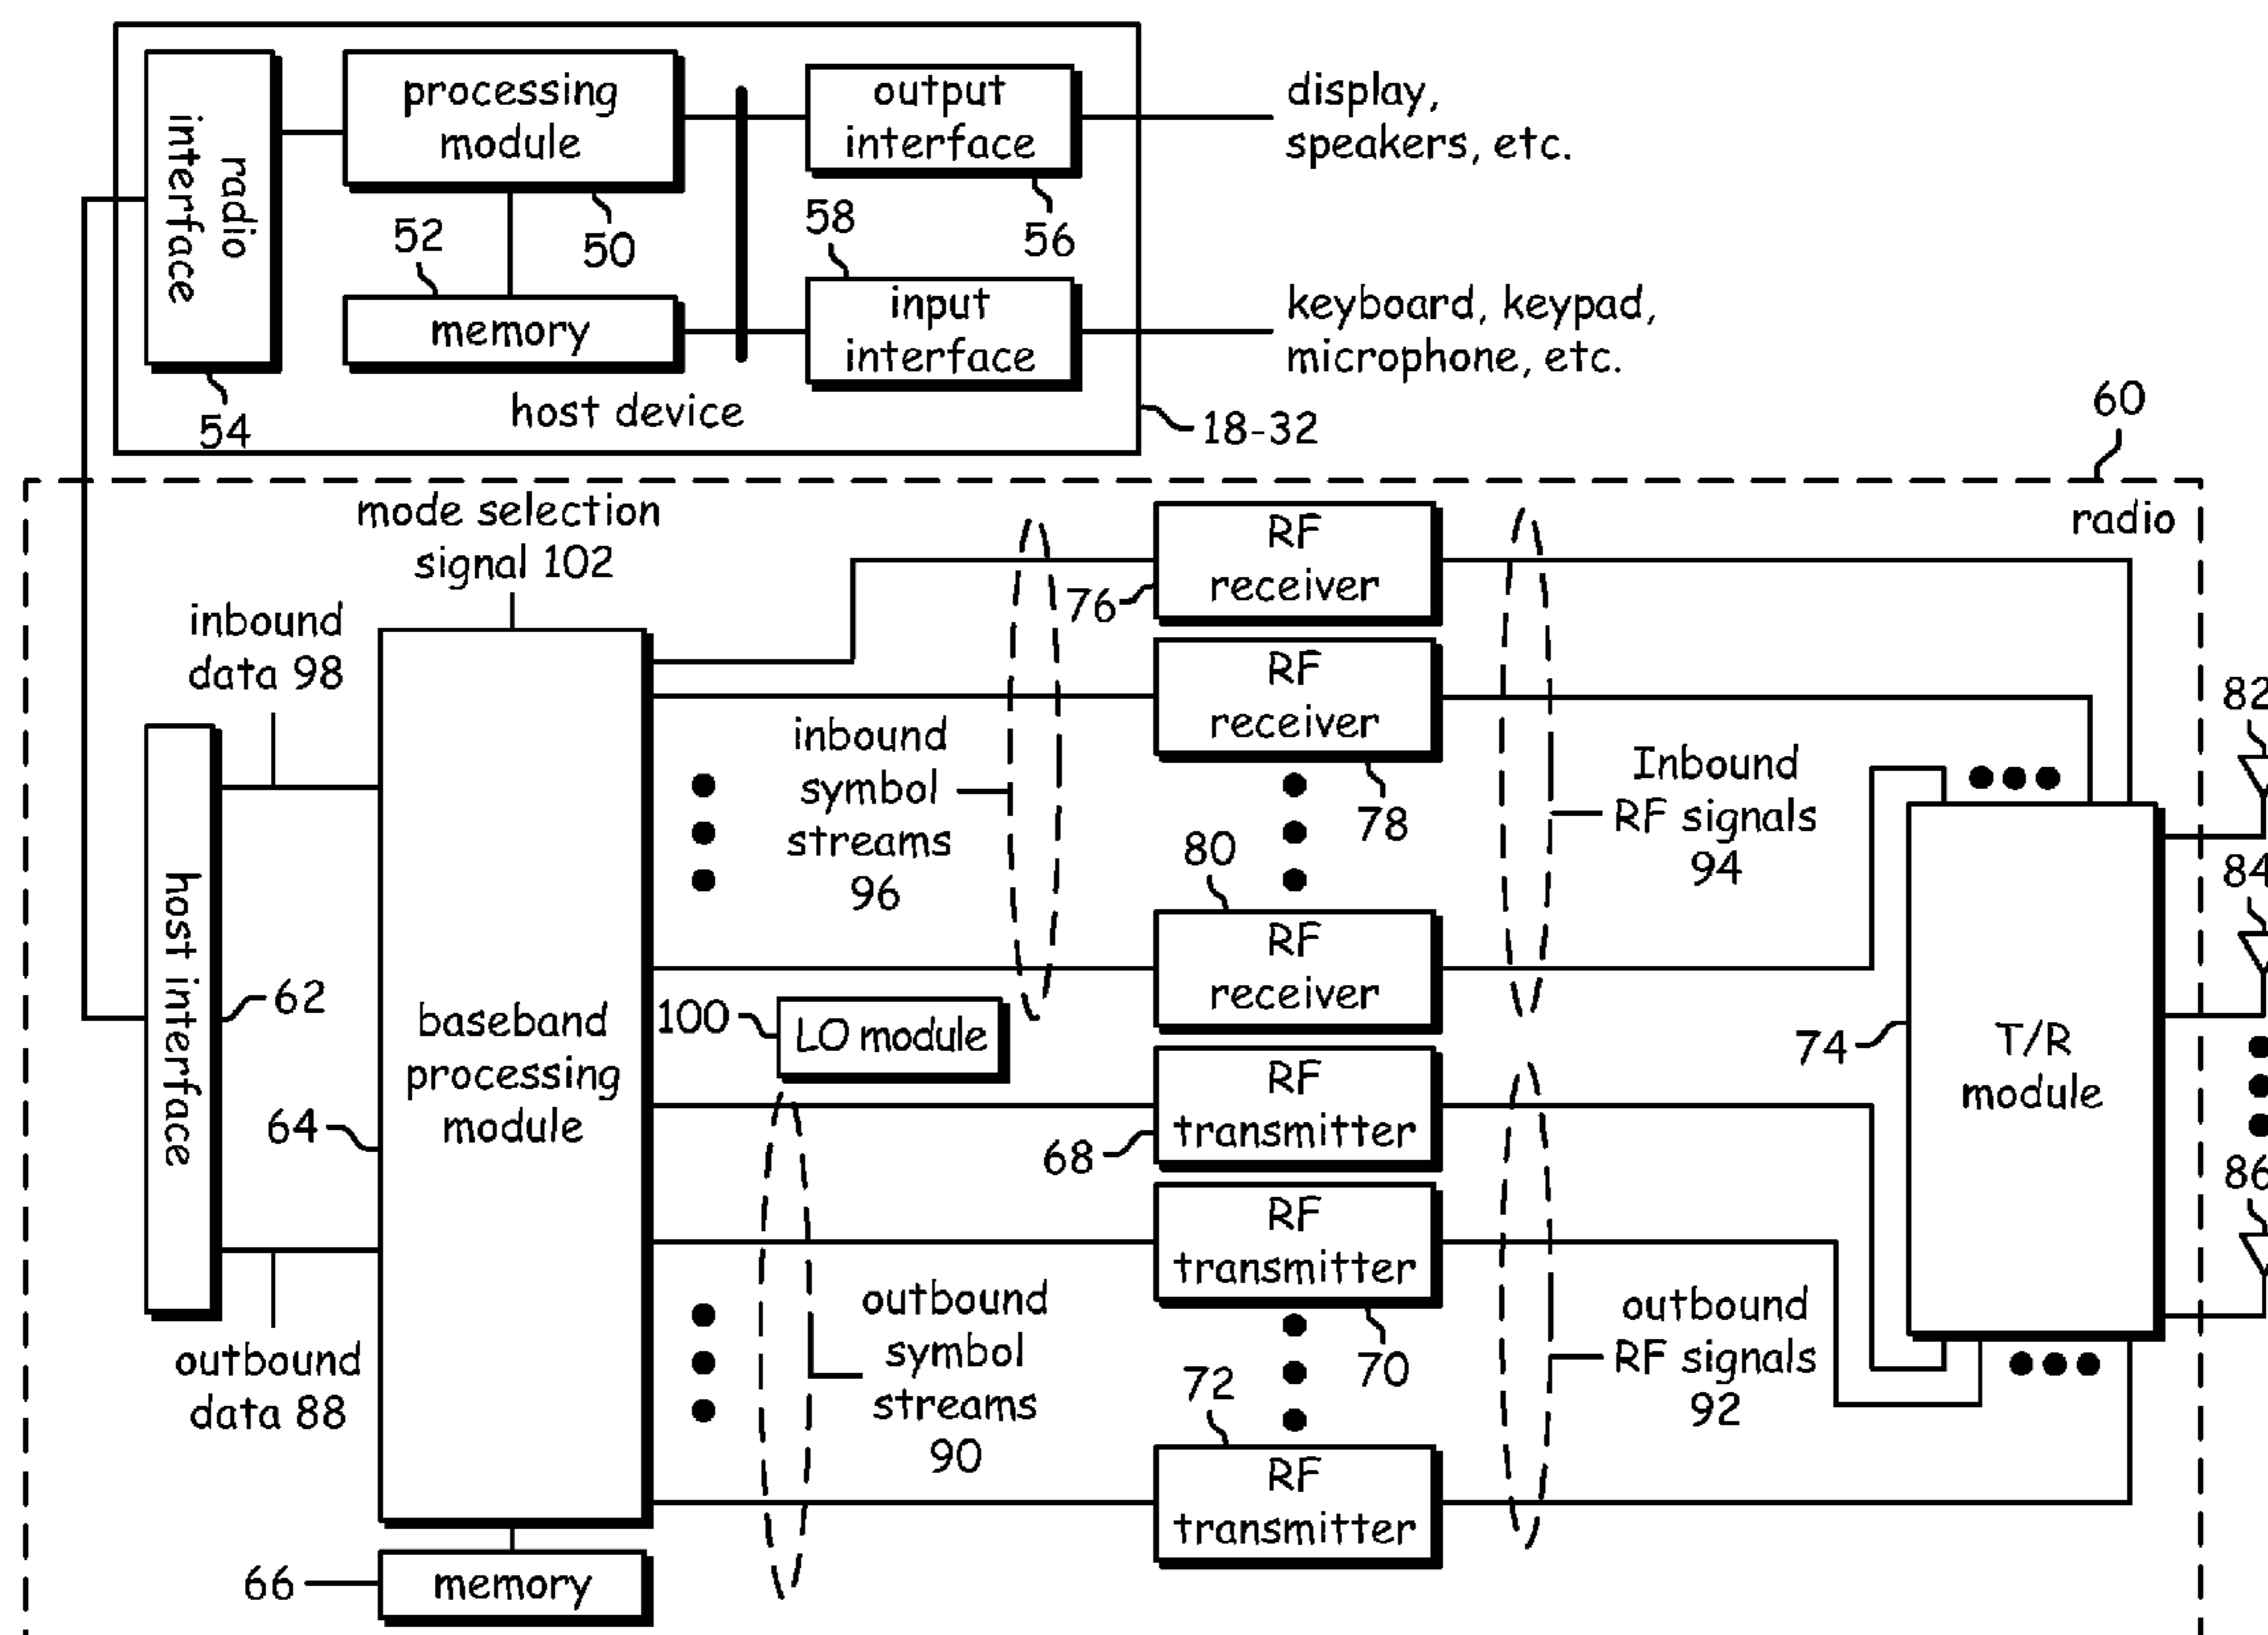 radio
interface
54
processing
module
50
52
memory
output
interface
56
58
input
interface
host device
18-32
display,
speakers, etc.
keyboard, keypad,
microphone, etc.
60
radio
mode selection
signal 102
inbound
data 98
host interface
62
outbound
data 88
baseband
processing
module
64
66
memory
inbound
symbol
streams
96
100
LO module
outbound
symbol
streams
90
RF
receiver
76
RF
receiver
78
80
RF
receiver
RF
transmitter
68
RF
transmitter
70
72
RF
transmitter
Inbound
RF signals
94
outbound
RF signals
92
74
T/R
module
82
84
86